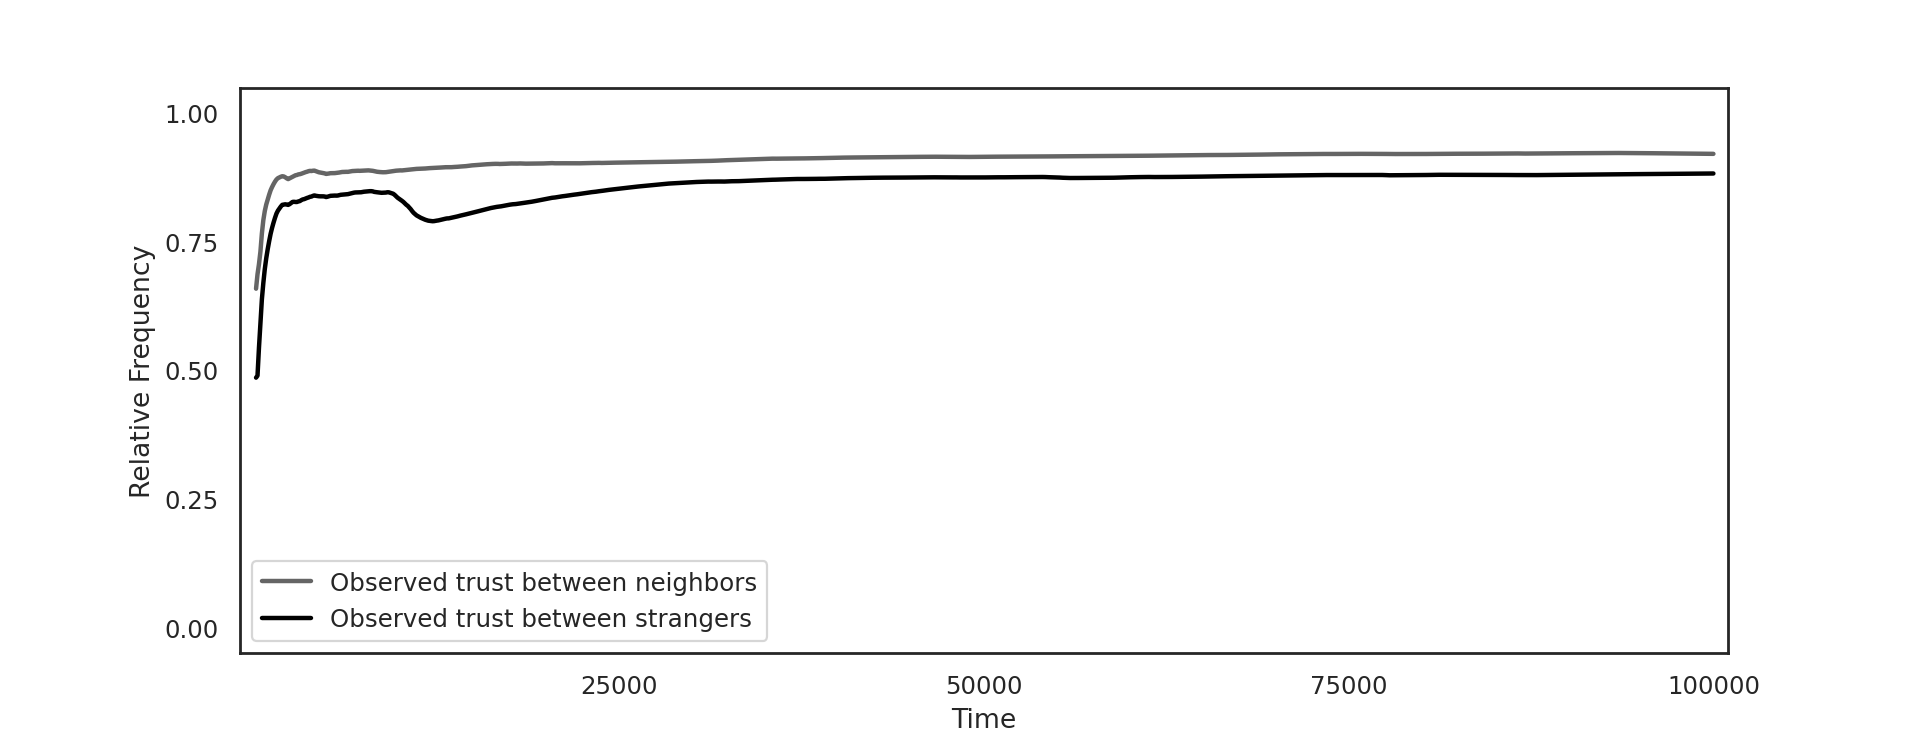 1.00
0.75
0.50
0.25
0.00
Relative Frequency
Observed trust between neighbors
Observed trust between strangers
25000
50000
75000
100000
Time